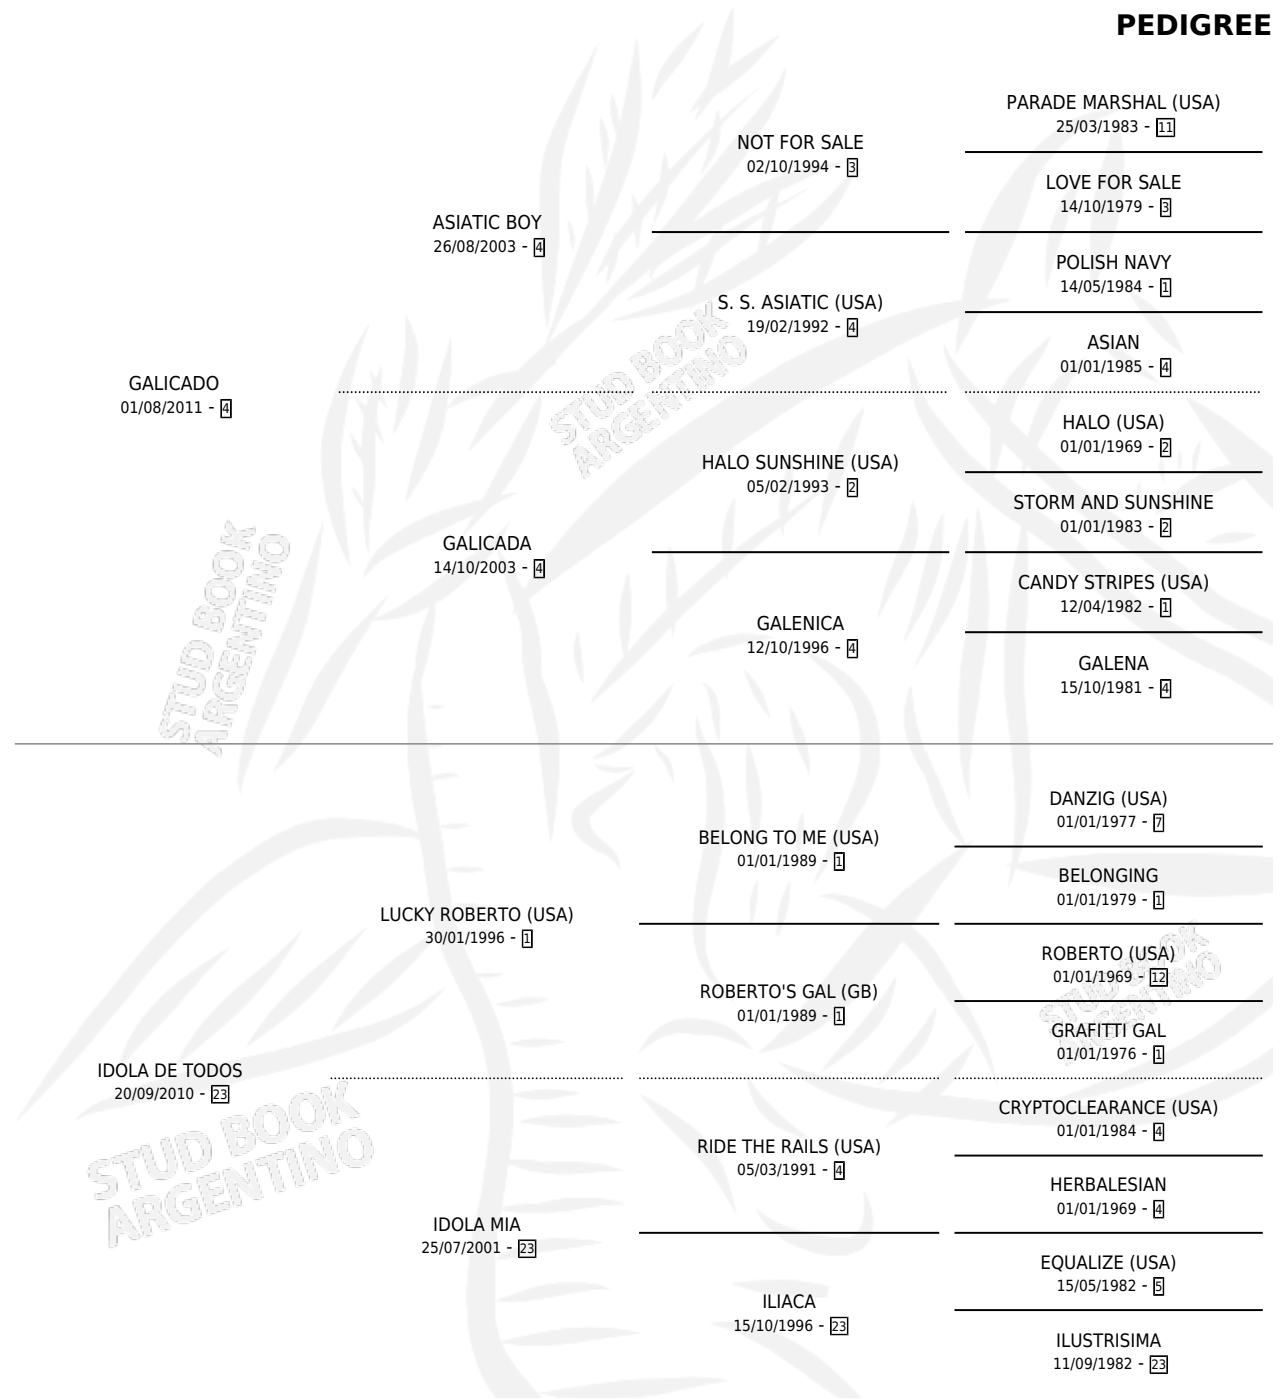 PEDIGREE
PARADE MARSHAL (USA)
25/03/1983 - 11
NOT FOR SALE
02/10/1994 - 3
LOVE FOR SALE
14/10/1979 - 3
ASIATIC BOY
26/08/2003 - 4
POLISH NAVY
14/05/1984 - 1
S. S. ASIATIC (USA)
19/02/1992 - 4
ASIAN
01/01/1985 - 4
STUD BOOK
ARGENTINO
GALICADO
01/08/2011 - 4
HALO (USA)
01/01/1969 - 2
HALO SUNSHINE (USA)
05/02/1993 - 2
STORM AND SUNSHINE
01/01/1983 - 2
GALICADA
14/10/2003 - 4
CANDY STRIPES (USA)
12/04/1982 - 1
GALENICA
12/10/1996 - 4
GALENA
15/10/1981 - 4
STUD BOOK
ARGENTINO
DANZIG (USA)
01/01/1977 - 7
BELONG TO ME (USA)
01/01/1989 - 1
BELONGING
01/01/1979 - 1
LUCKY ROBERTO (USA)
30/01/1996 - 1
ROBERTO (USA)
01/01/1969 - 12
ROBERTO'S GAL (GB)
01/01/1989 - 1
GRAFITTI GAL
01/01/1976 - 1
STUD BOOK
ARGENTINO
IDOLA DE TODOS
20/09/2010 - 23
CRYPTOCLEARANCE (USA)
01/01/1984 - 4
RIDE THE RAILS (USA)
05/03/1991 - 4
HERBALESIAN
01/01/1969 - 4
STUD BOOK
ARGENTINO
IDOLA MIA
25/07/2001 - 23
EQUALIZE (USA)
15/05/1982 - 5
ILIACA
15/10/1996 - 23
ILUSTRISIMA
11/09/1982 - 23